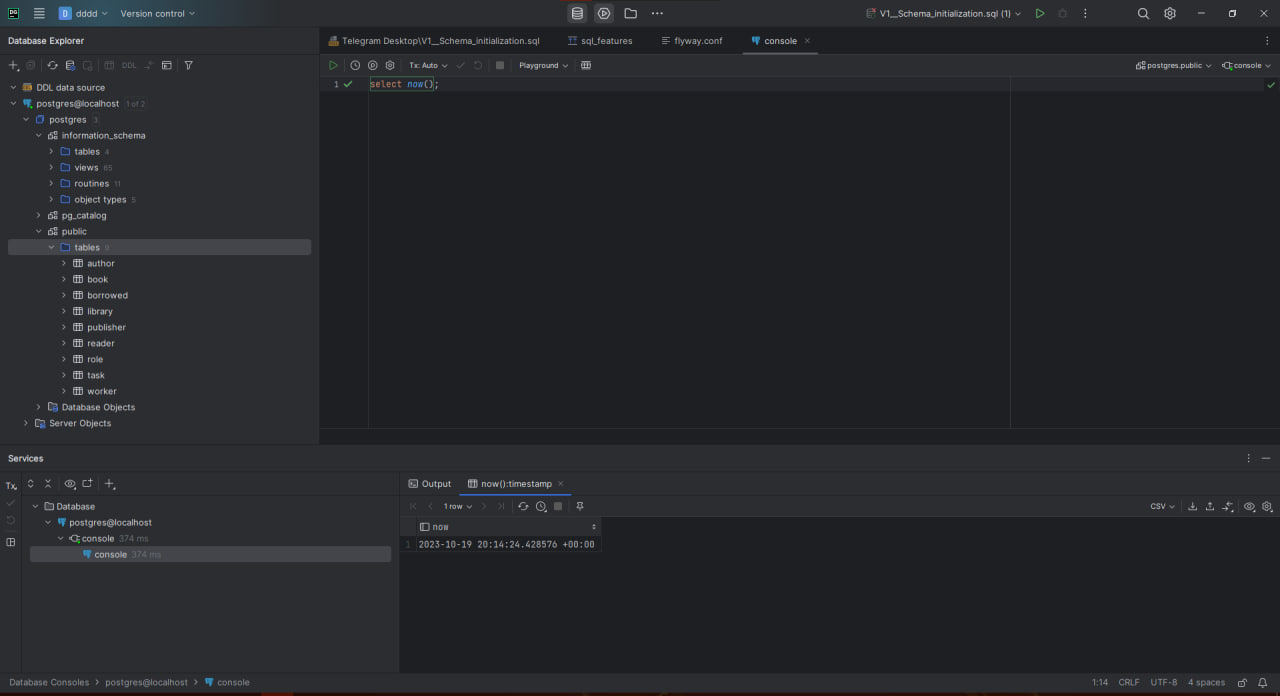 DG D dddd Version control V1__Schema_initialization.sql (1)
Database Explorer
Telegram Desktop\V1__Schema_initialization.sql sql_features flyway.conf console
DDL Tx: Auto Playground postgres.public console
1 select now();
DDL data source
postgres@localhost 1 of 2
postgres 3
information_schema
tables 4
views 65
routines 11
object types 5
pg_catalog
public
tables 9
author
book
borrowed
library
publisher
reader
role
task
worker
Database Objects
Server Objects
Services
Tx
Database
postgres@localhost
console 374 ms
console 374 ms
Output now():timestamp
1 row CSV
now
1 2023-10-19 20:14:24.428576 +00:00
Database Consoles > postgres@localhost > console 1:14 CRLF UTF-8 4 spaces